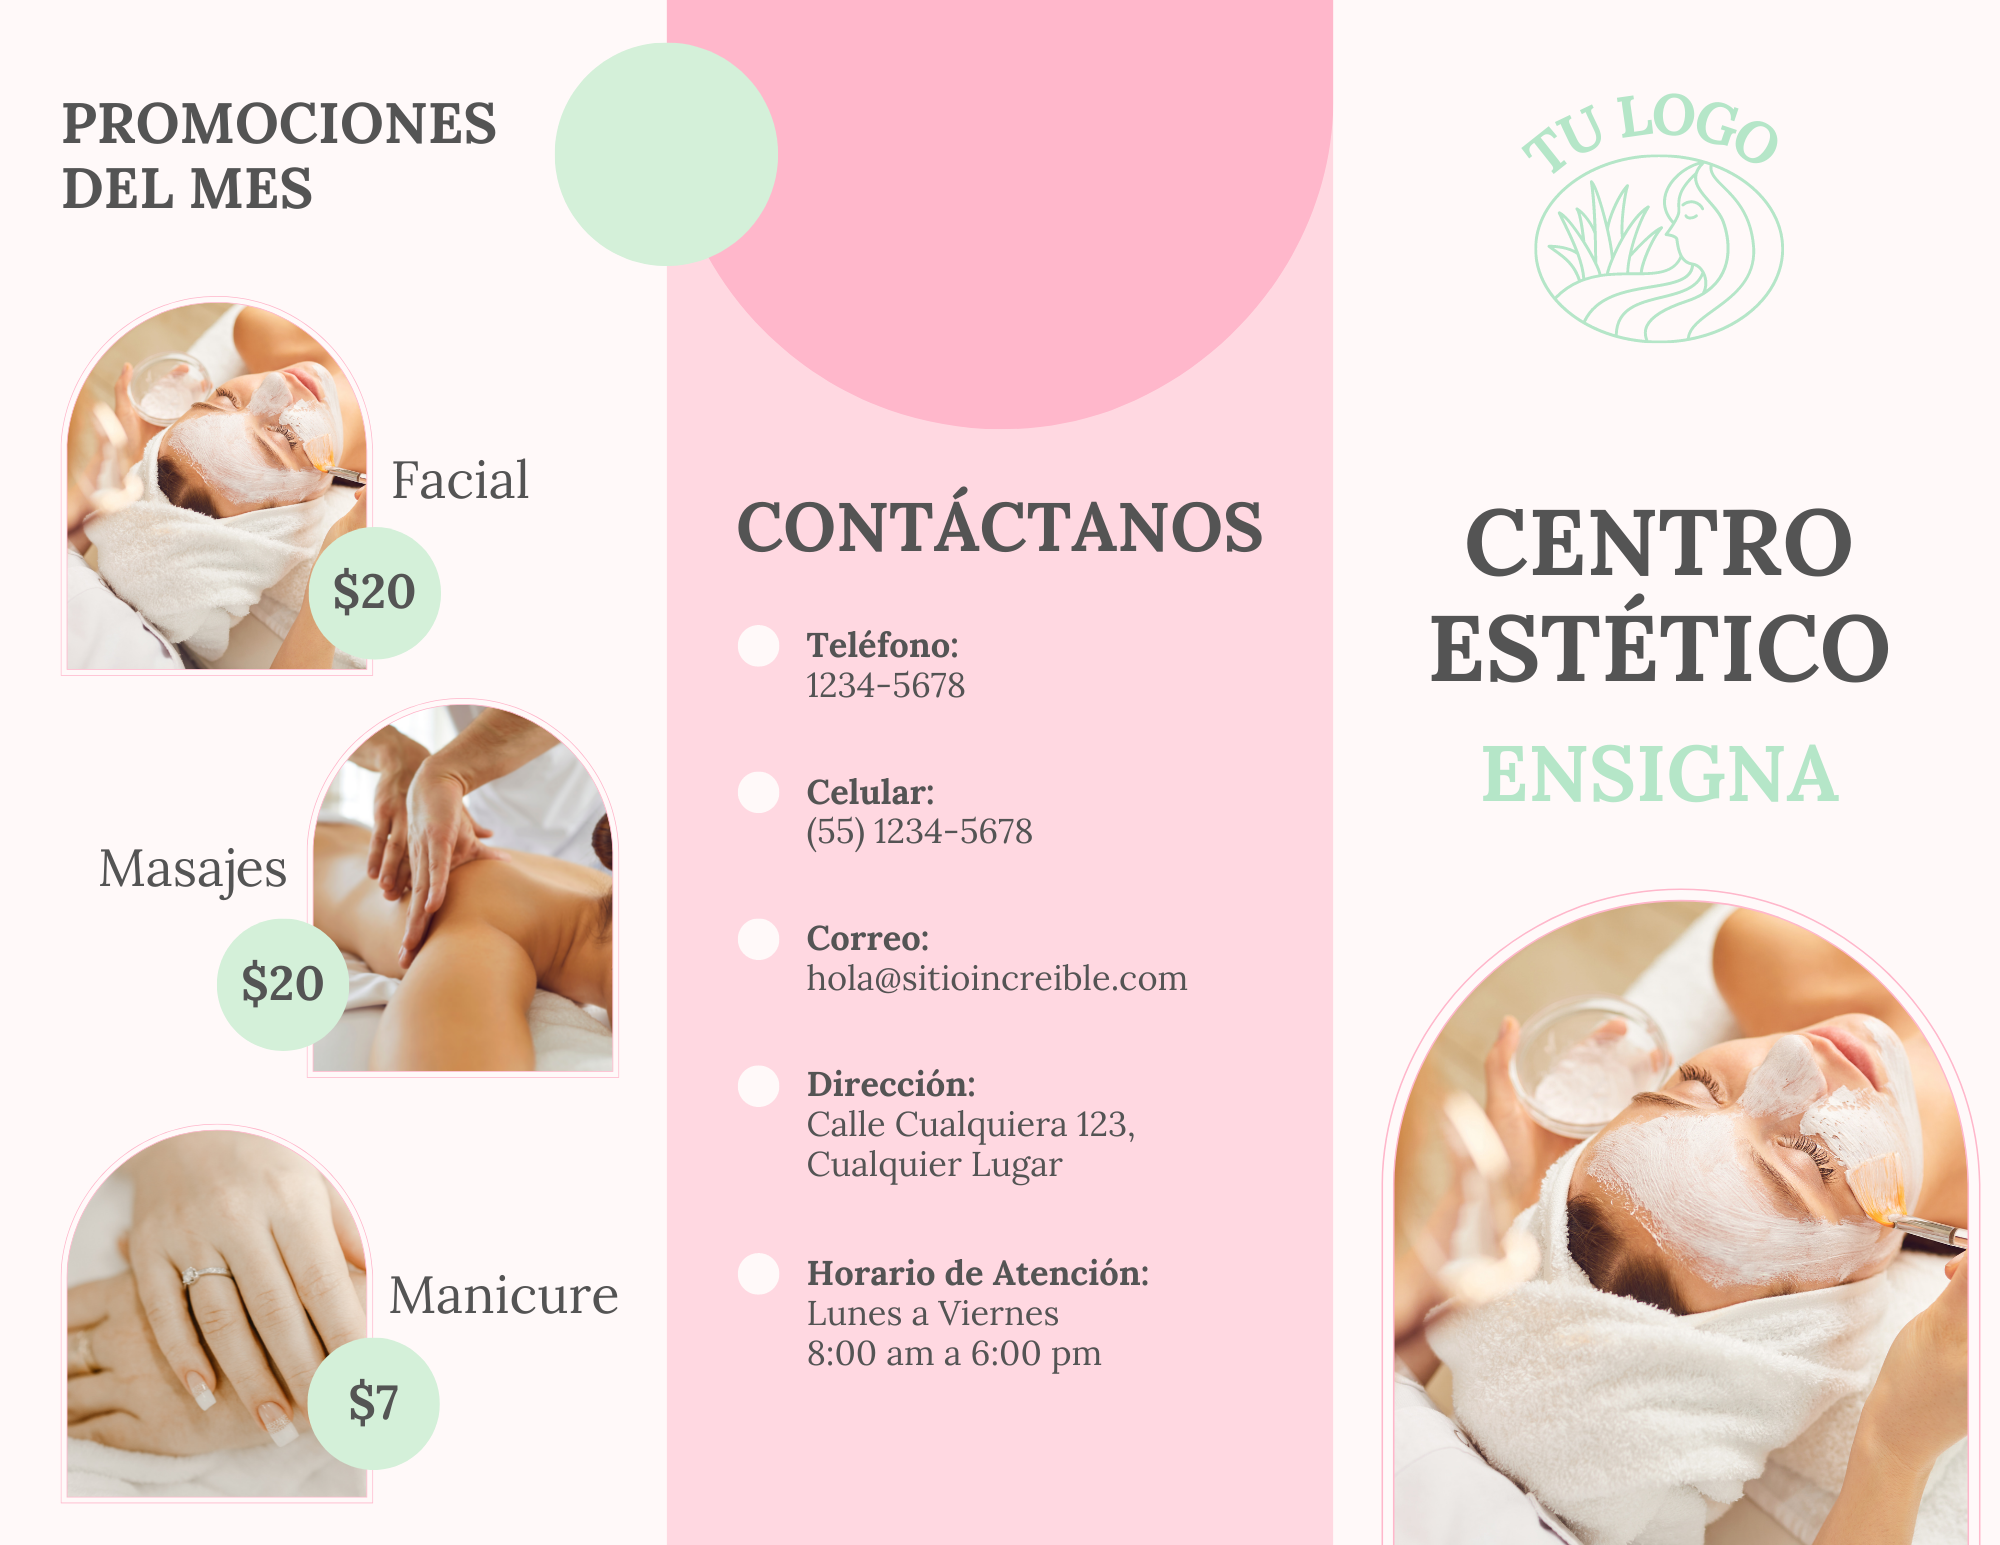 PROMOCIONES
DEL MES
Facial
$20
Masajes
$20
Manicure
$7
CONTÁCTANOS
Teléfono:
1234-5678
Celular:
(55) 1234-5678
Correo:
hola@sitioincreible.com
Dirección:
Calle Cualquiera 123,
Cualquier Lugar
Horario de Atención:
Lunes a Viernes
8:00 am a 6:00 pm
TU LOGO
CENTRO
ESTÉTICO
ENSIGNA